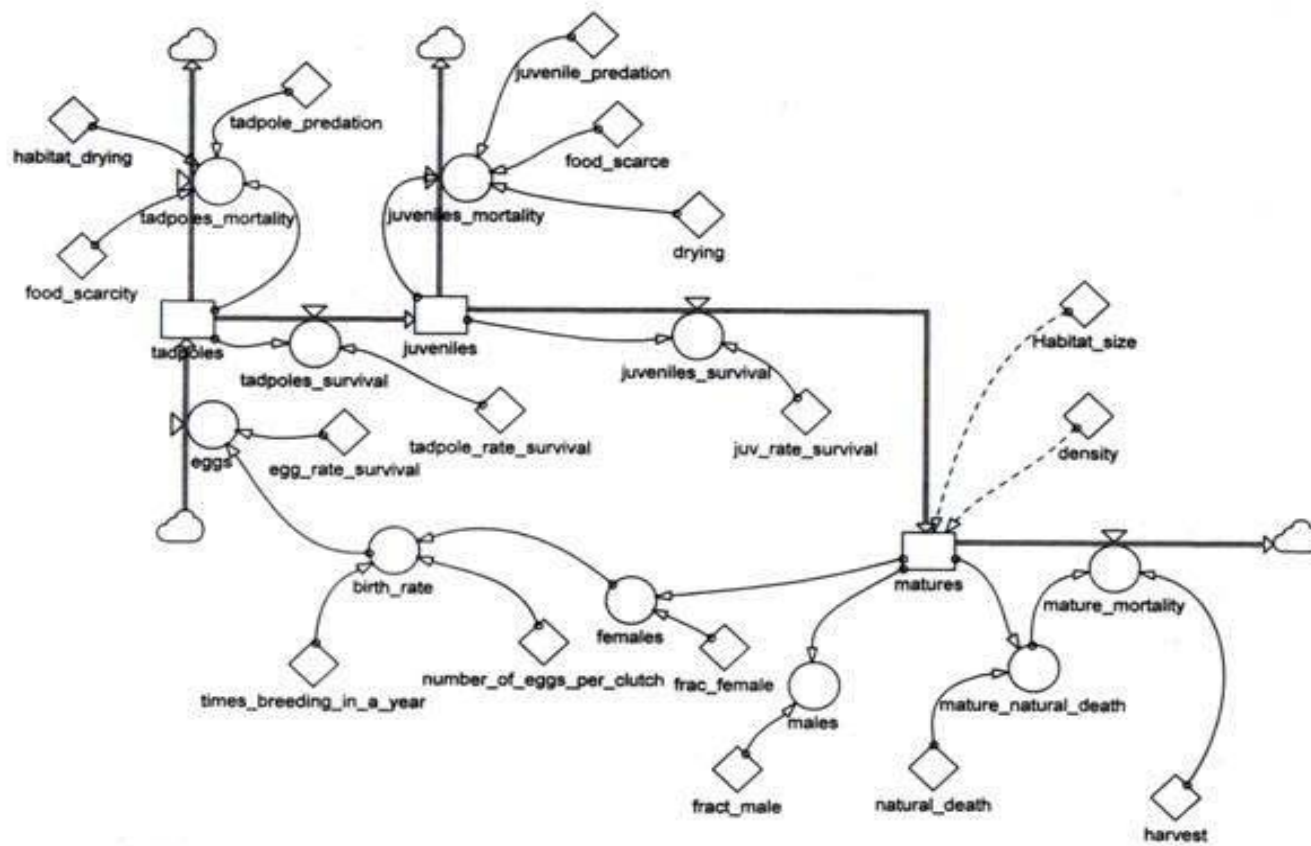 juvenile_predation
tadpole_predation
habitat_drying
food_scarce
tadpoles_mortality
juveniles_mortality
drying
food_scarcity
tadpoles
juveniles
Habitat_size
tadpoles_survival
juveniles_survival
tadpole_rate_survival
juv_rate_survival
density
eggs
egg_rate_survival
birth_rate
matures
mature_mortality
females
times_breeding_in_a_year
number_of_eggs_per_clutch
frac_female
males
mature_natural_death
fract_male
natural_death
harvest